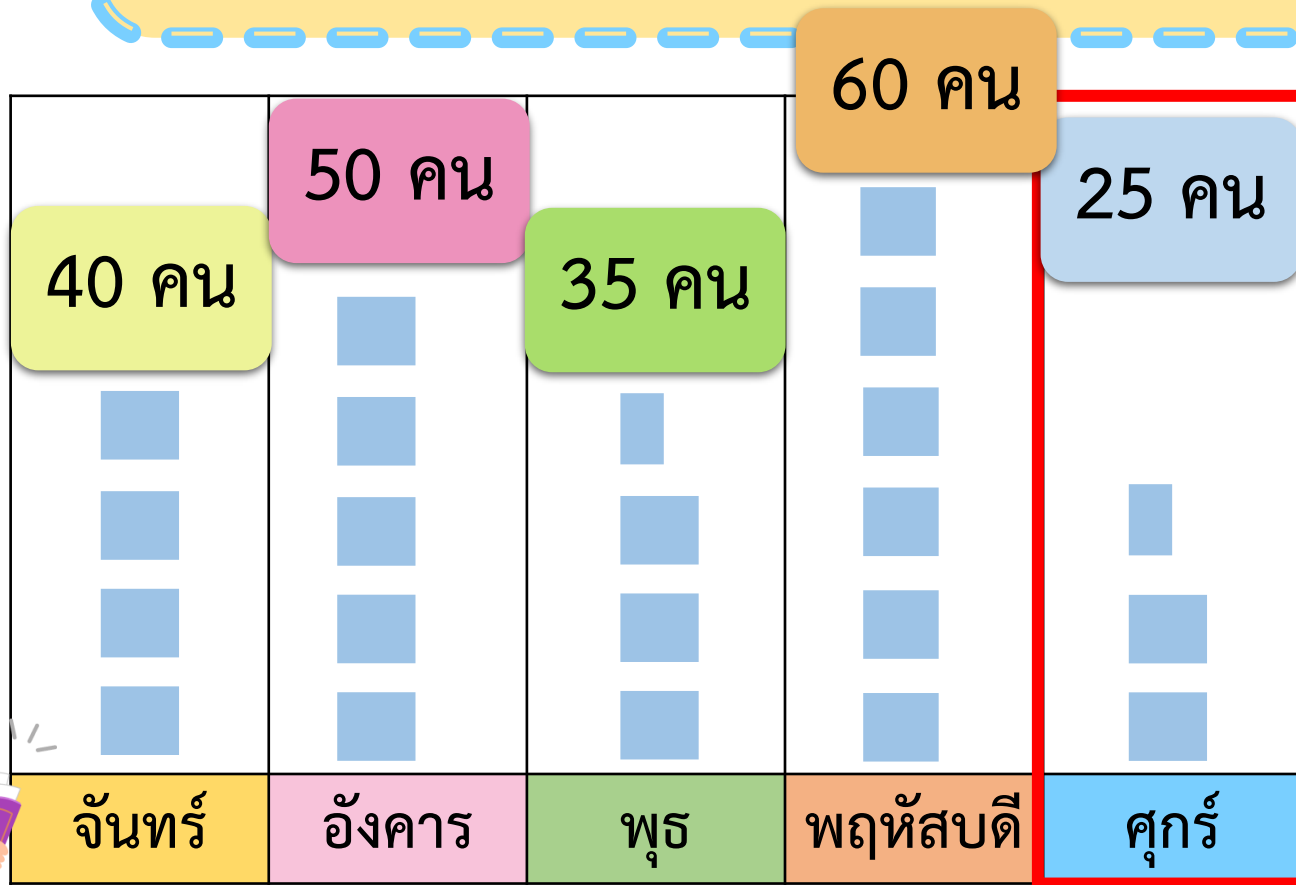 60 คน
50 คน
25 คน
40 คน
35 คน
จันทร์
อังคาร
พุธ
พฤหัสบดี
ศุกร์